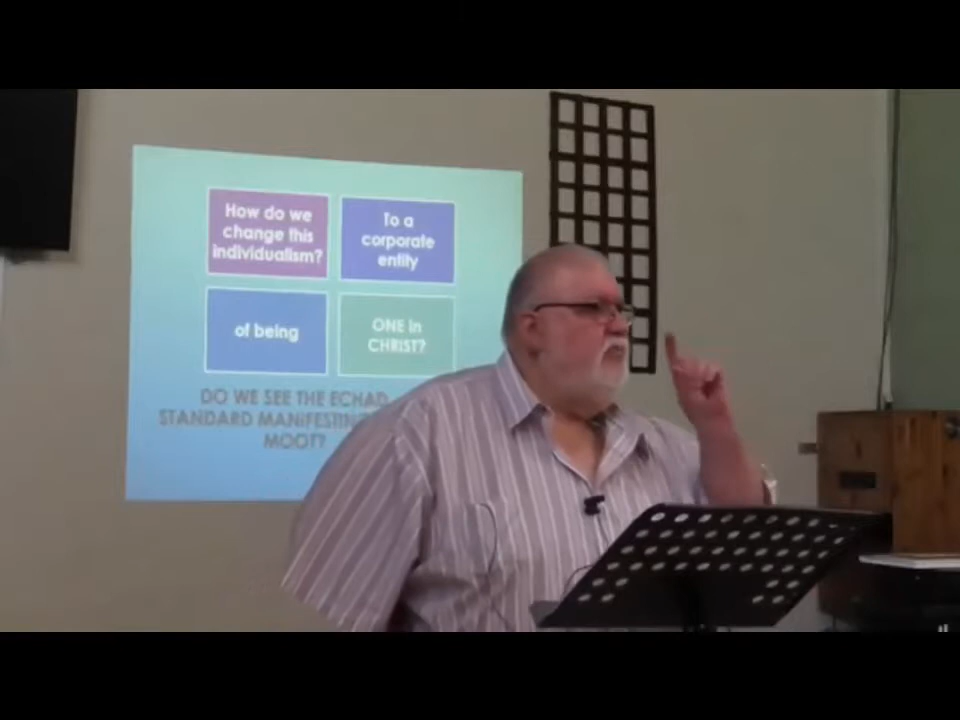 How do we
change this
individualism?
To a
corporate
entity
of being
ONE in
CHRIST?
DO WE SEE THE ECHAD
STANDARD
MOOT?